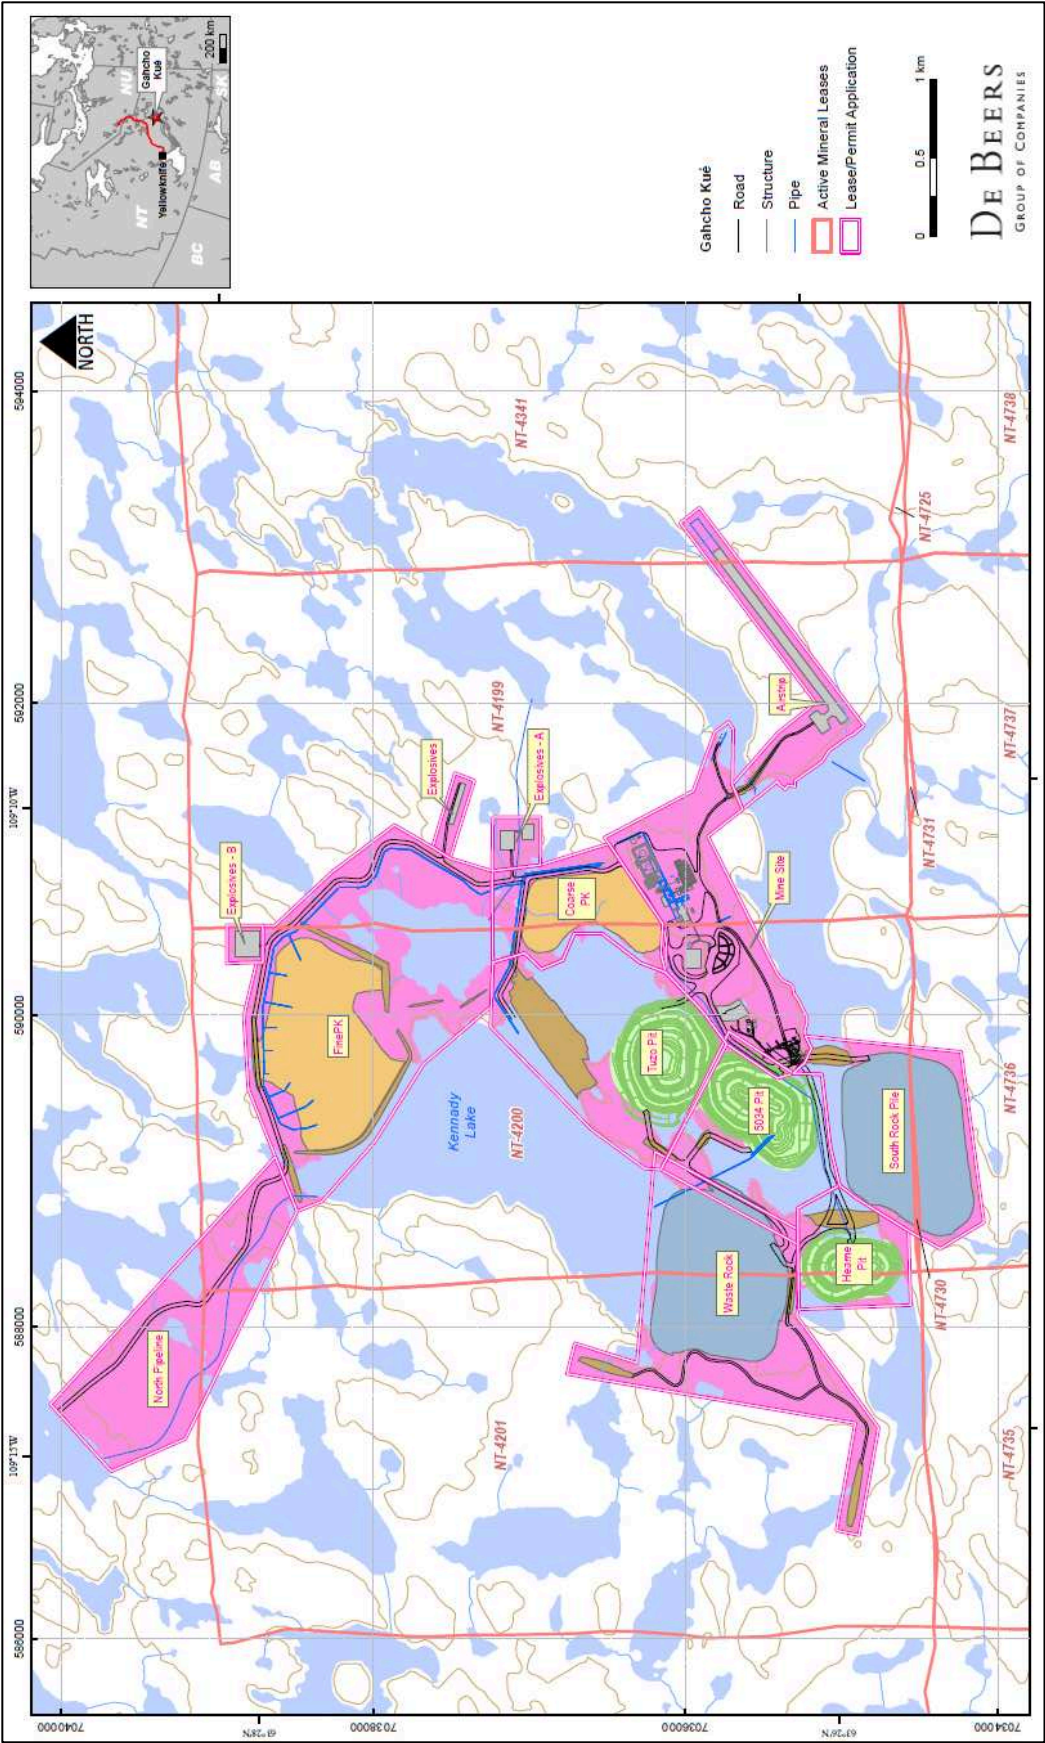 NU
NT
Gahcho
Kué
Yellowknife
200 km
BC
AB
SK
NORTH
594000
592000
109°10'W
590000
588000
109°15'W
586000
7040000
63°28'N
7038000
7036000
63°26'N
7034000
North Pipeline
Explosives - B
FinePK
Explosives
Explosives - A
NT-4199
NT-4341
Kennady
Lake
NT-4200
NT-4201
Coarse
PK
Tuzo Pit
5034 Pit
Mine Site
Airstrip
Waste Rock
Hearne
Pit
South Rock Pile
NT-4725
NT-4731
NT-4730
NT-4735
NT-4736
NT-4737
NT-4738
Gahcho Kué
Road
Structure
Pipe
Active Mineral Leases
Lease/Permit Application
0 0.5 1 km
DE BEERS
GROUP OF COMPANIES